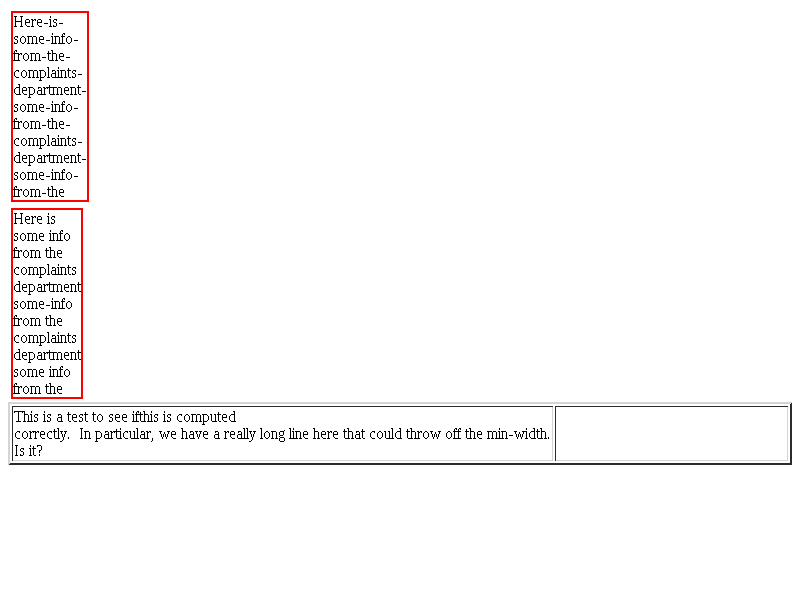 Here-is-
some-info-
from-the-
complaints-
department-
some-info-
from-the-
complaints-
department-
some-info-
from-the
Here is
some info
from the
complaints
department
some-info
from the
complaints
department
some info
from the
This is a test to see ifthis is computed
correctly.  In particular, we have a really long line here that could throw off the min-width.
Is it?